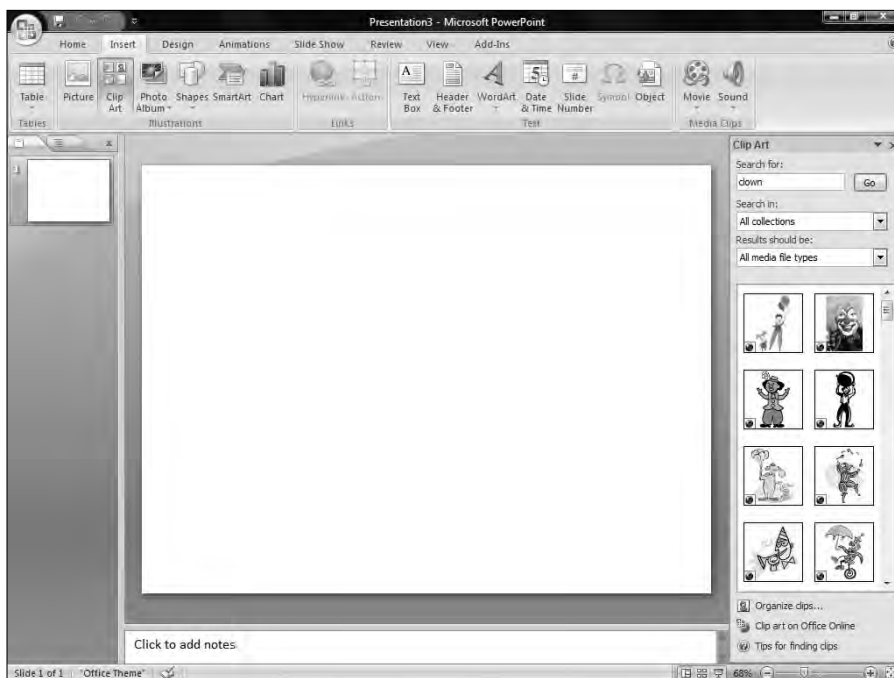 Presentation3 - Microsoft PowerPoint
Home Insert Design Animations Slide Show Review View Add-Ins
Table Picture Clip Art Photo Album Shapes SmartArt Chart Hyperlink Action Text Box Header & Footer WordArt Date & Time Slide Number Symbol Object Movie Sound
Tables Illustrations Links Text Media Clips
Clip Art
Search for:
clown Go
Search in:
All collections
Results should be:
All media file types
1
Organize clips...
Clip art on Office Online
Tips for finding clips
Click to add notes
Slide 1 of 1 "Office Theme" 68%